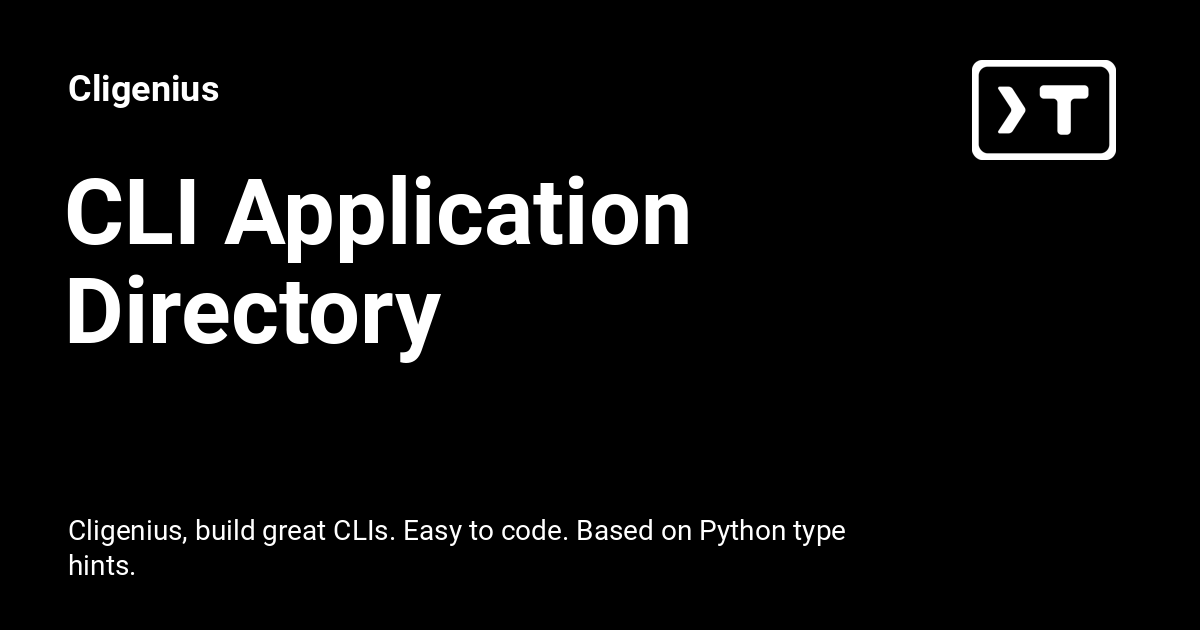 Cligenius
❯ T
CLI Application
Directory
Cligenius, build great CLIs. Easy to code. Based on Python type
hints.